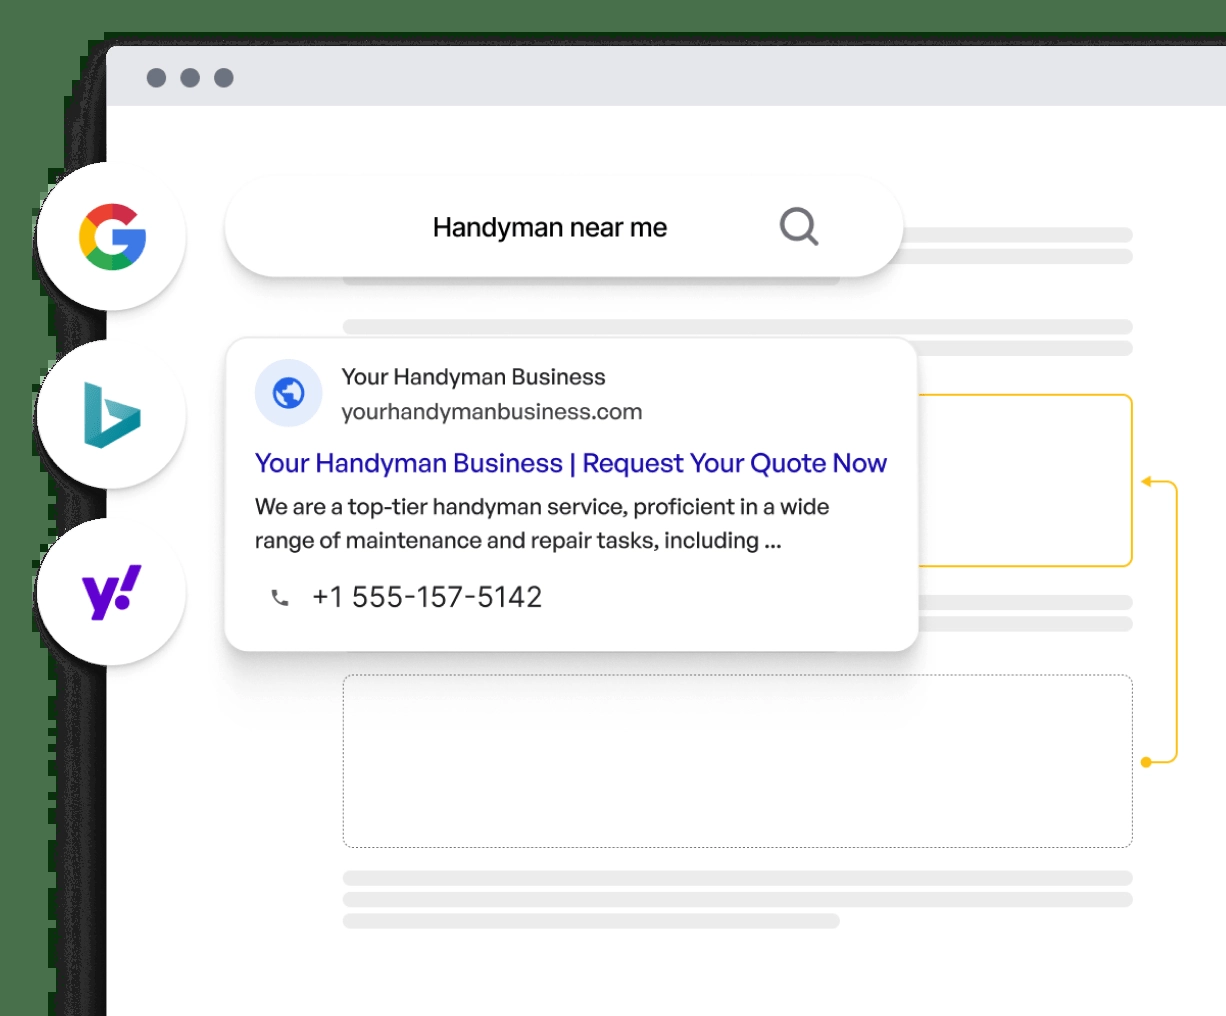 Handyman near me
Your Handyman Business
yourhandymanbusiness.com
Your Handyman Business | Request Your Quote Now
We are a top-tier handyman service, proficient in a wide
range of maintenance and repair tasks, including ...
+1 555-157-5142
y!